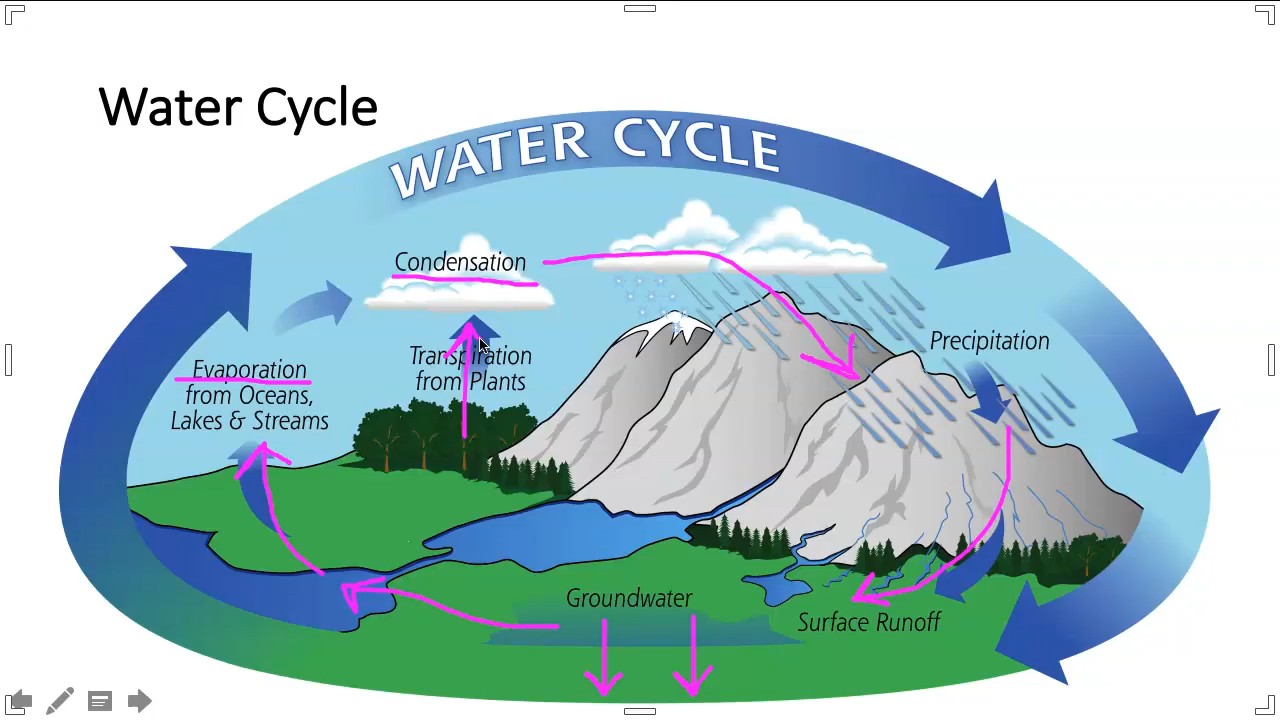 Water Cycle
WATER CYCLE
Condensation
Precipitation
Transpiration
from Plants
Evaporation
from Oceans,
Lakes & Streams
Groundwater
Surface Runoff